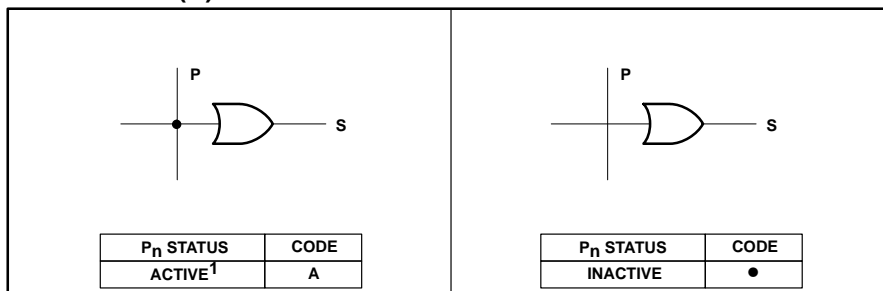 P
S
Pn STATUS CODE
ACTIVE1 A
P
S
Pn STATUS CODE
INACTIVE ●